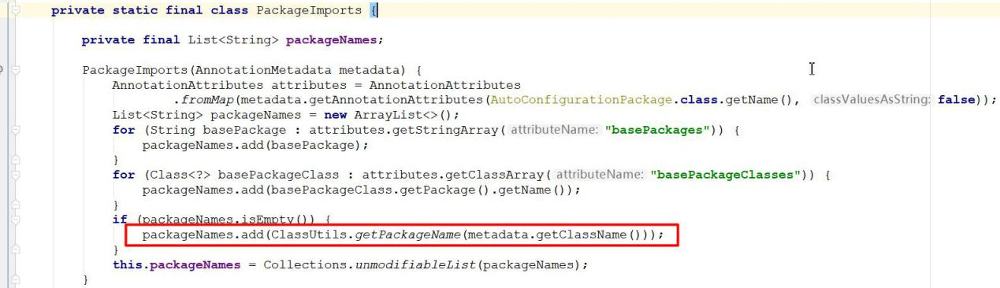 private static final class PackageImports {
private final List<String> packageNames;
PackageImports(AnnotationMetadata metadata) {
AnnotationAttributes attributes = AnnotationAttributes
.fromMap(metadata.getAnnotationAttributes(AutoConfigurationPackage.class.getName(), classValuesAsString: false));
List<String> packageNames = new ArrayList<>();
for (String basePackage : attributes.getStringArray( attributeName: "basePackages")) {
packageNames.add(basePackage);
}
for (Class<?> basePackageClass : attributes.getClassArray( attributeName: "basePackageClasses")) {
packageNames.add(basePackageClass.getPackage().getName());
}
if (packageNames.isEmpty()) {
packageNames.add(ClassUtils.getPackageName(metadata.getClassName()));
}
this.packageNames = Collections.unmodifiableList(packageNames);
}